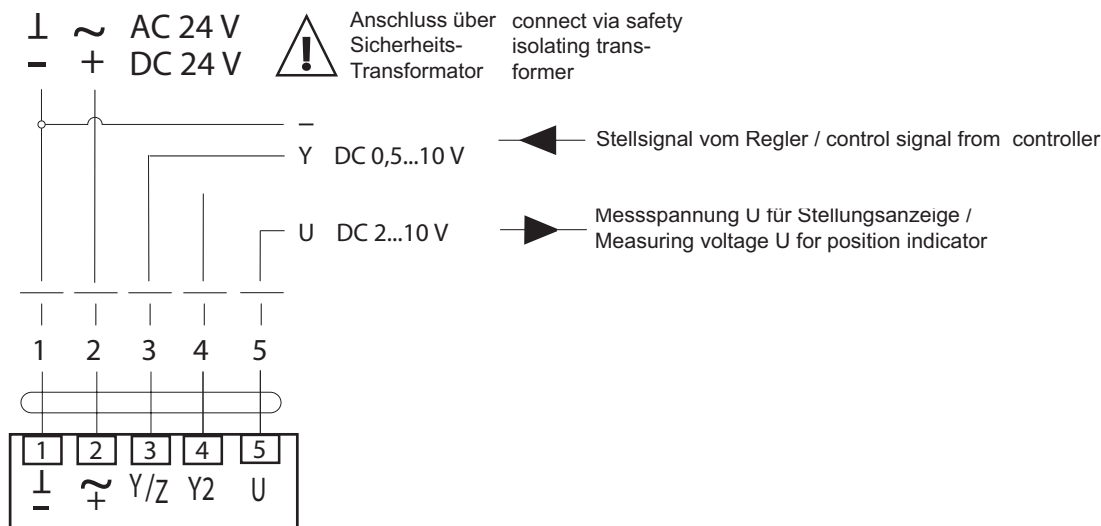 ⊥ ~ AC 24 V
- + DC 24 V
!
Anschluss über
Sicherheits-
Transformator
connect via safety
isolating trans-
former
–
Y DC 0,5...10 V
Stellsignal vom Regler / control signal from controller
U DC 2...10 V
Messspannung U für Stellungsanzeige /
Measuring voltage U for position indicator
1 2 3 4 5
1 2 3 4 5
⊥ ~ Y/Z Y2 U
- +